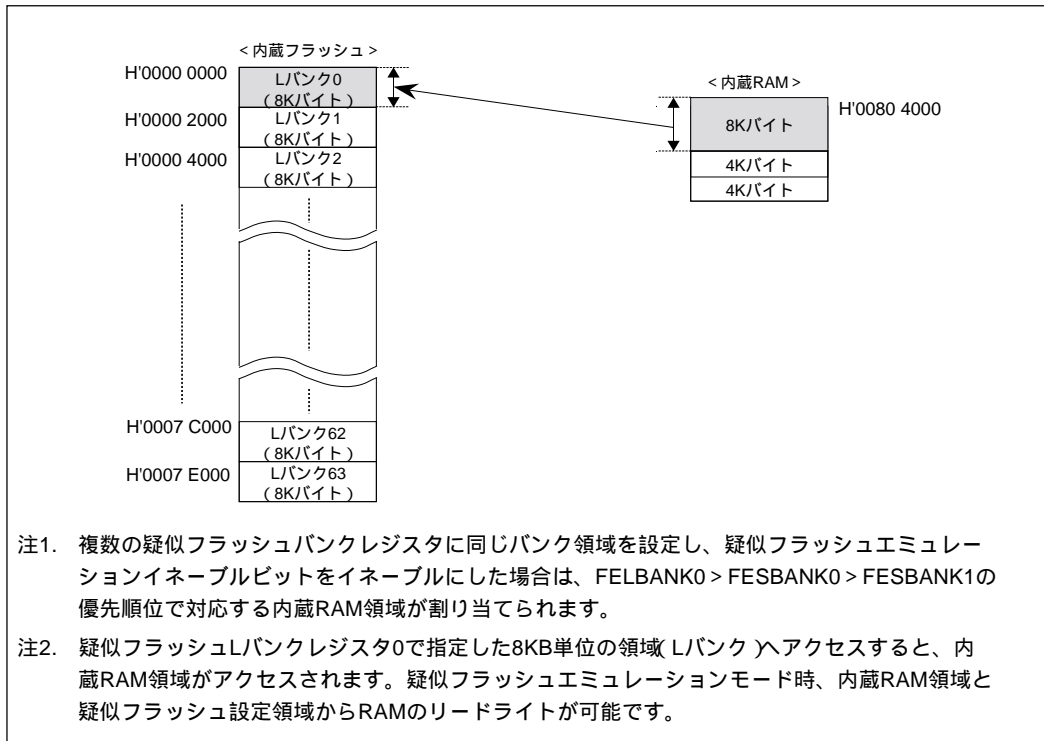 <内蔵フラッシュ>
H'0000 0000
Lバンク0
(8Kバイト)
H'0000 2000
Lバンク1
(8Kバイト)
H'0000 4000
Lバンク2
(8Kバイト)
H'0007 C000
Lバンク62
(8Kバイト)
H'0007 E000
Lバンク63
(8Kバイト)
<内蔵RAM>
H'0080 4000
8Kバイト
4Kバイト
4Kバイト
注1. 複数の疑似フラッシュバンクレジスタに同じバンク領域を設定し、疑似フラッシュエミュレー
ションイネーブルビットをイネーブルにした場合は、FELBANK0>FESBANK0>FESBANK1の
優先順位で対応する内蔵RAM領域が割り当てられます。
注2. 疑似フラッシュLバンクレジスタ0で指定した8KB単位の領域(Lバンク)へアクセスすると、内
蔵RAM領域がアクセスされます。疑似フラッシュエミュレーションモード時、内蔵RAM領域と
疑似フラッシュ設定領域からRAMのリードライトが可能です。